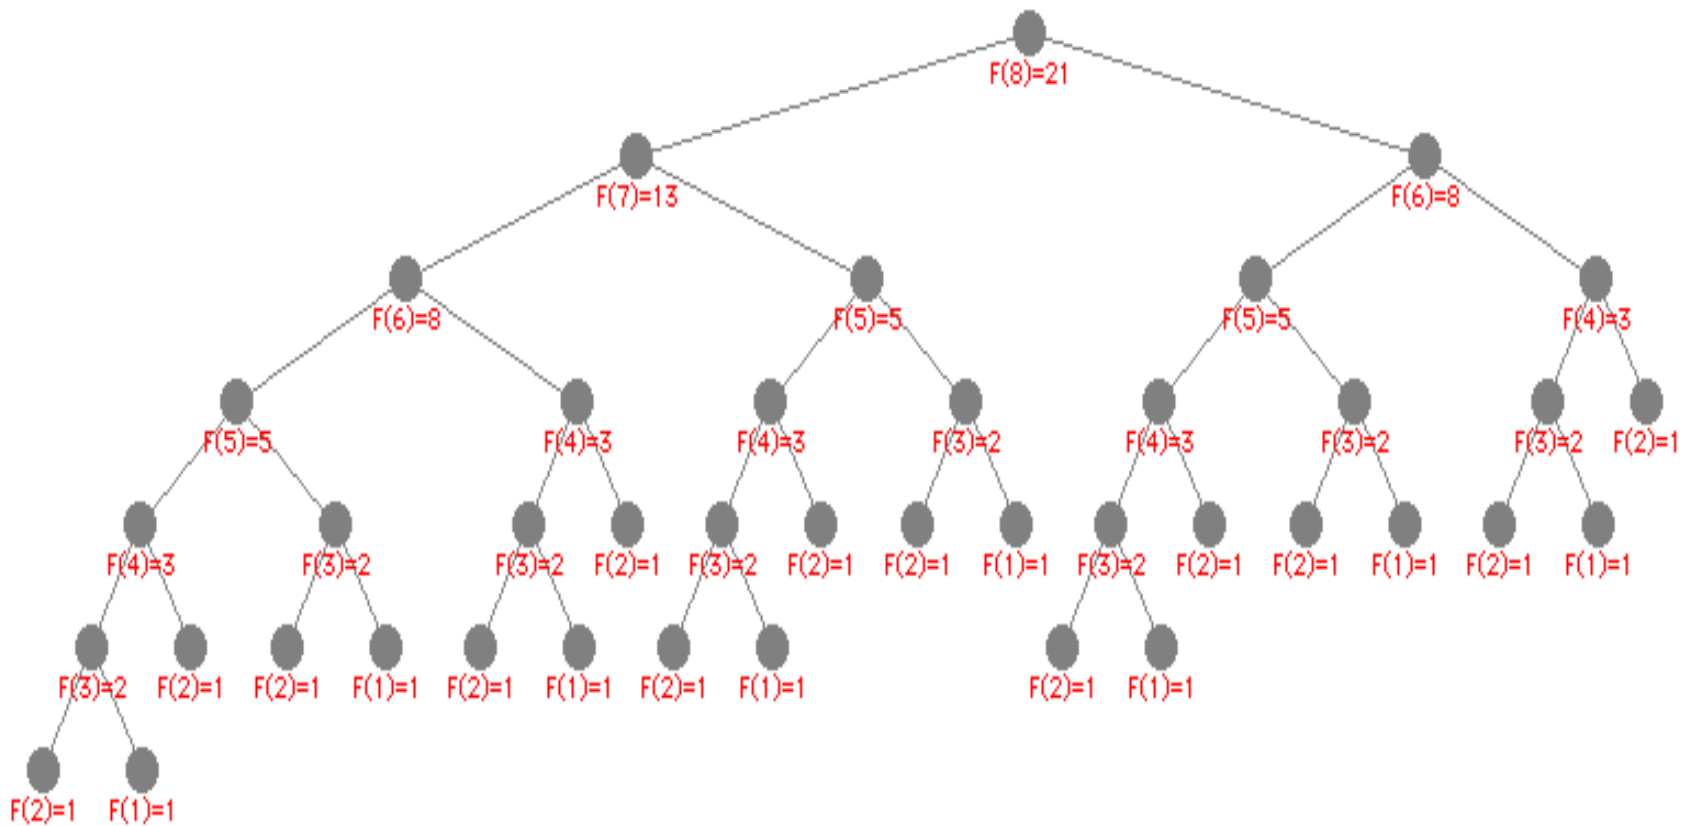 F(8)=21
F(7)=13 F(6)=8
F(6)=8 F(5)=5 F(5)=5 F(4)=3
F(5)=5 F(4)=3 F(4)=3 F(3)=2 F(4)=3 F(3)=2 F(3)=2 F(2)=1
F(4)=3 F(3)=2 F(3)=2 F(2)=1 F(3)=2 F(2)=1 F(2)=1 F(1)=1 F(3)=2 F(2)=1 F(2)=1 F(1)=1 F(2)=1 F(1)=1
F(3)=2 F(2)=1 F(2)=1 F(1)=1 F(2)=1 F(1)=1 F(2)=1 F(1)=1 F(2)=1 F(1)=1
F(2)=1 F(1)=1